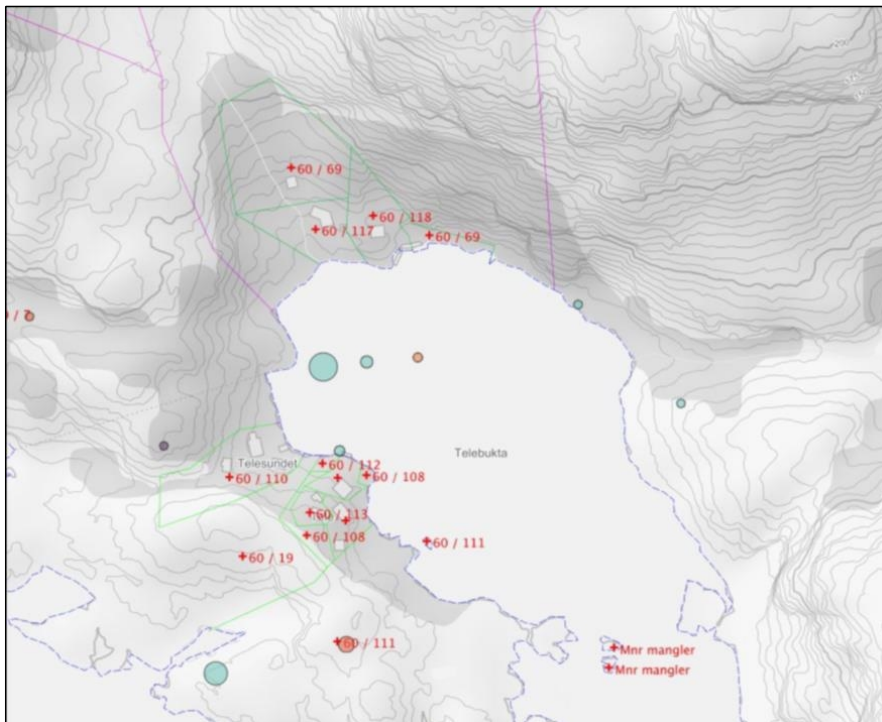 60 / 69
60 / 118
60 / 117
60 / 69
/ 7
Telesundet
Telebukta
60 / 112
60 / 108
60 / 110
60 / 113
60 / 108
60 / 111
60 / 19
60 / 111
Mnr mangler
Mnr mangler